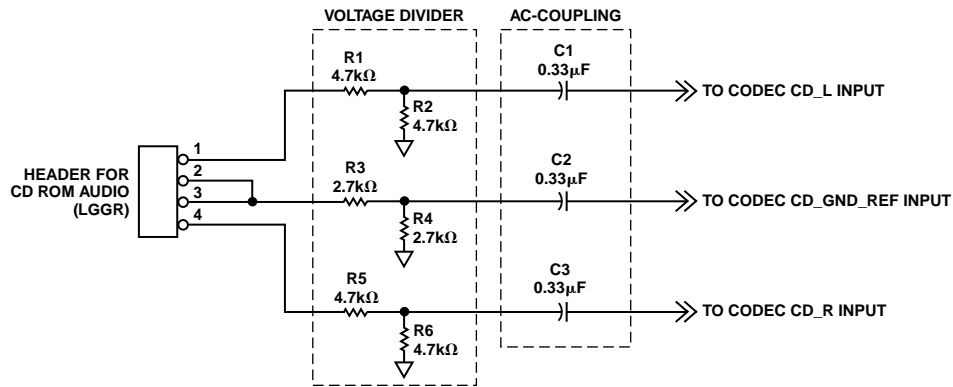 VOLTAGE DIVIDER
AC-COUPLING
R1
4.7kΩ
C1
0.33μF
TO CODEC CD_L INPUT
R2
4.7kΩ
HEADER FOR
CD ROM AUDIO
(LGGR)
1
2
3
4
R3
2.7kΩ
C2
0.33μF
TO CODEC CD_GND_REF INPUT
R4
2.7kΩ
R5
4.7kΩ
C3
0.33μF
TO CODEC CD_R INPUT
R6
4.7kΩ